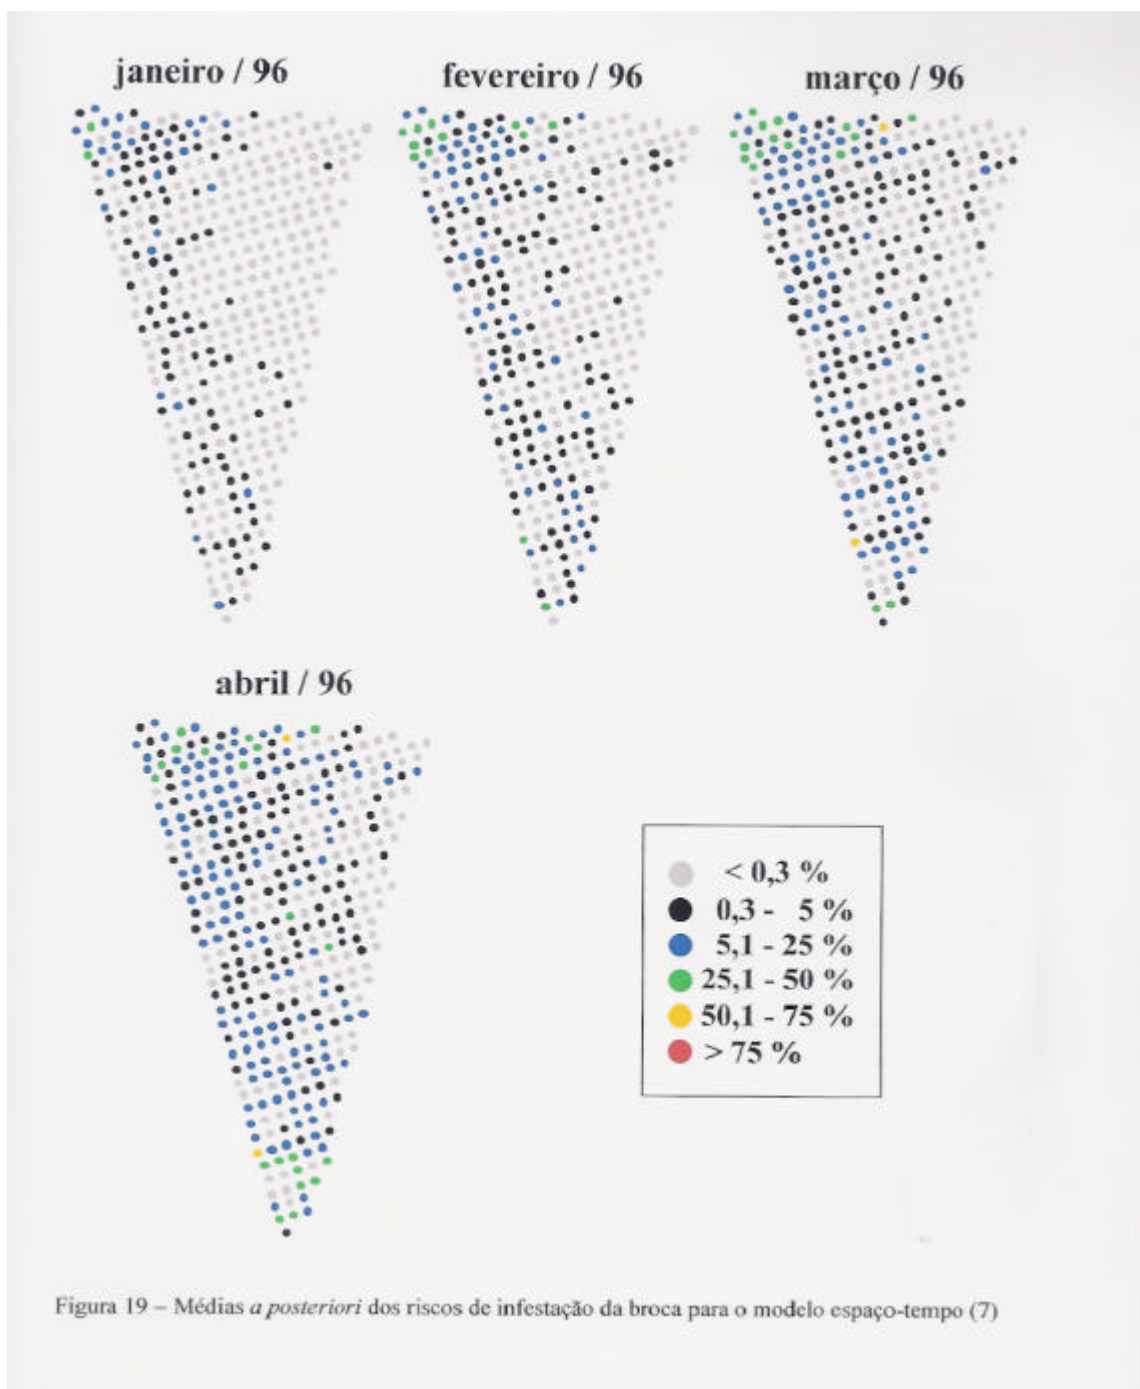 janeiro / 96
fevereiro / 96
março / 96
abril / 96
< 0,3 %
0,3 - 5 %
5,1 - 25 %
25,1 - 50 %
50,1 - 75 %
> 75 %
Figura 19 – Médias a posteriori dos riscos de infestação da broca para o modelo espaço-tempo (7)